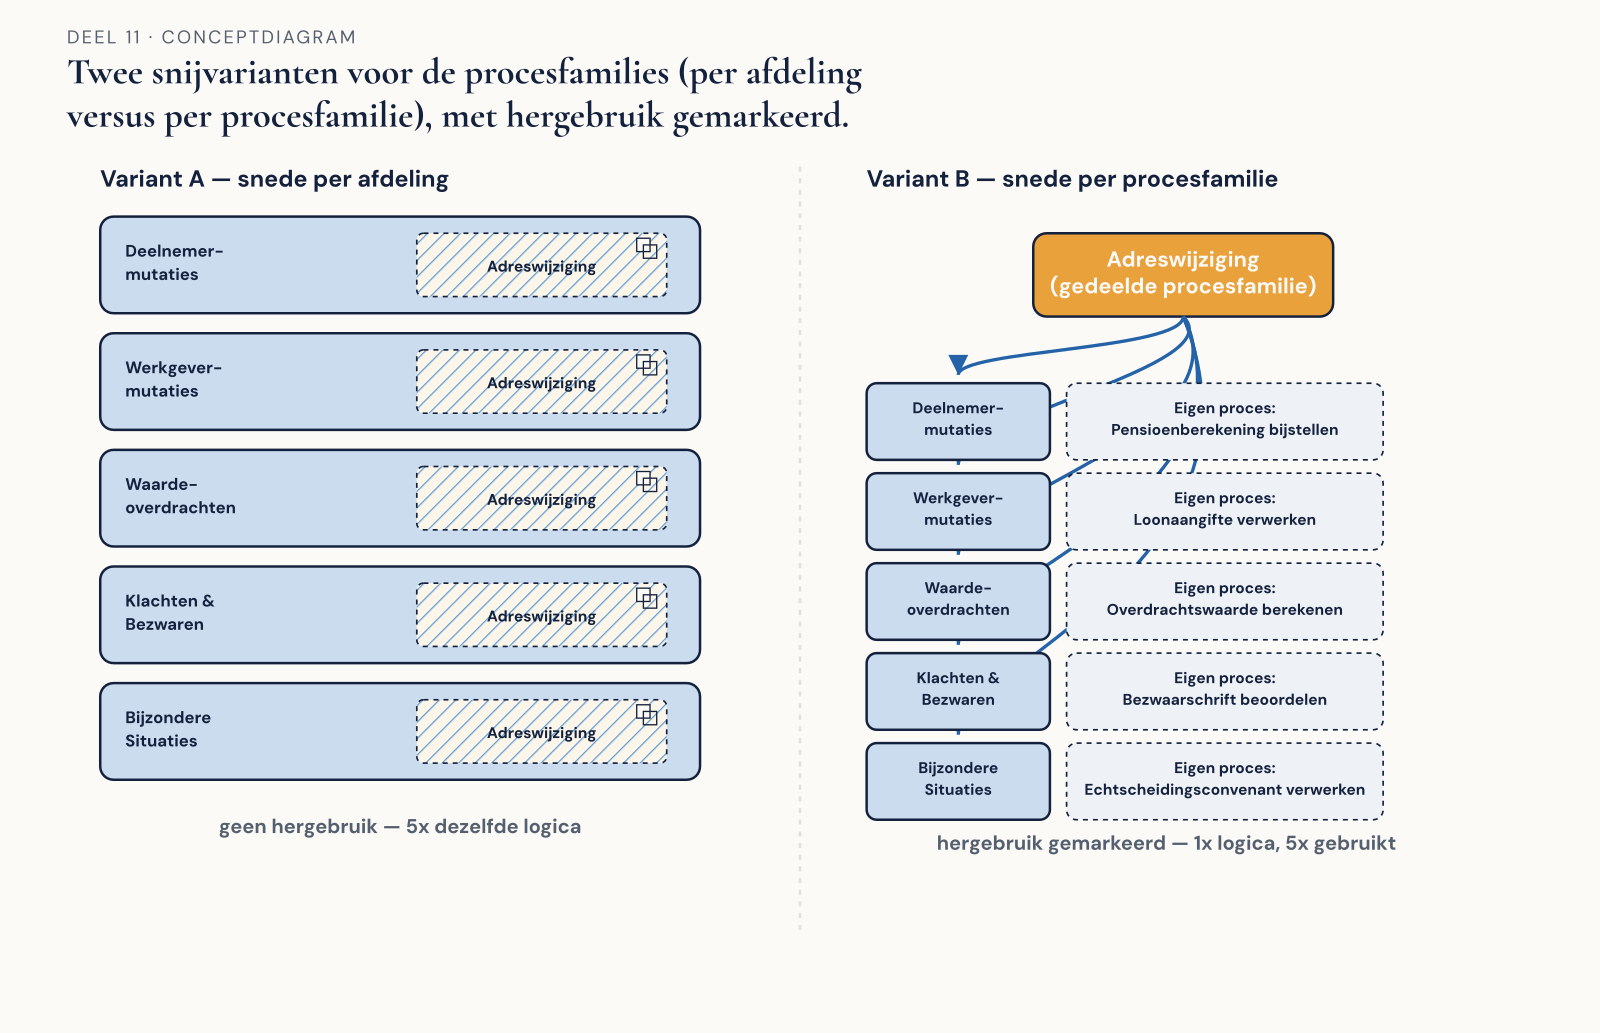 DEEL 11 · CONCEPTDIAGRAM
Twee snijvarianten voor de procesfamilies (per afdeling
versus per procesfamilie), met hergebruik gemarkeerd.
Variant A — snede per afdeling
Deelnemer-
mutaties
Adreswijziging
Werkgever-
mutaties
Adreswijziging
Waarde-
overdrachten
Adreswijziging
Klachten &
Bezwaren
Adreswijziging
Bijzondere
Situaties
Adreswijziging
geen hergebruik — 5x dezelfde logica
Variant B — snede per procesfamilie
Adreswijziging
(gedeelde procesfamilie)
Deelnemer-
mutaties
Eigen proces:
Pensioenberekening bijstellen
Werkgever-
mutaties
Eigen proces:
Loonaangifte verwerken
Waarde-
overdrachten
Eigen proces:
Overdrachtswaarde berekenen
Klachten &
Bezwaren
Eigen proces:
Bezwaarschrift beoordelen
Bijzondere
Situaties
Eigen proces:
Echtscheidingsconvenant verwerken
hergebruik gemarkeerd — 1x logica, 5x gebruikt